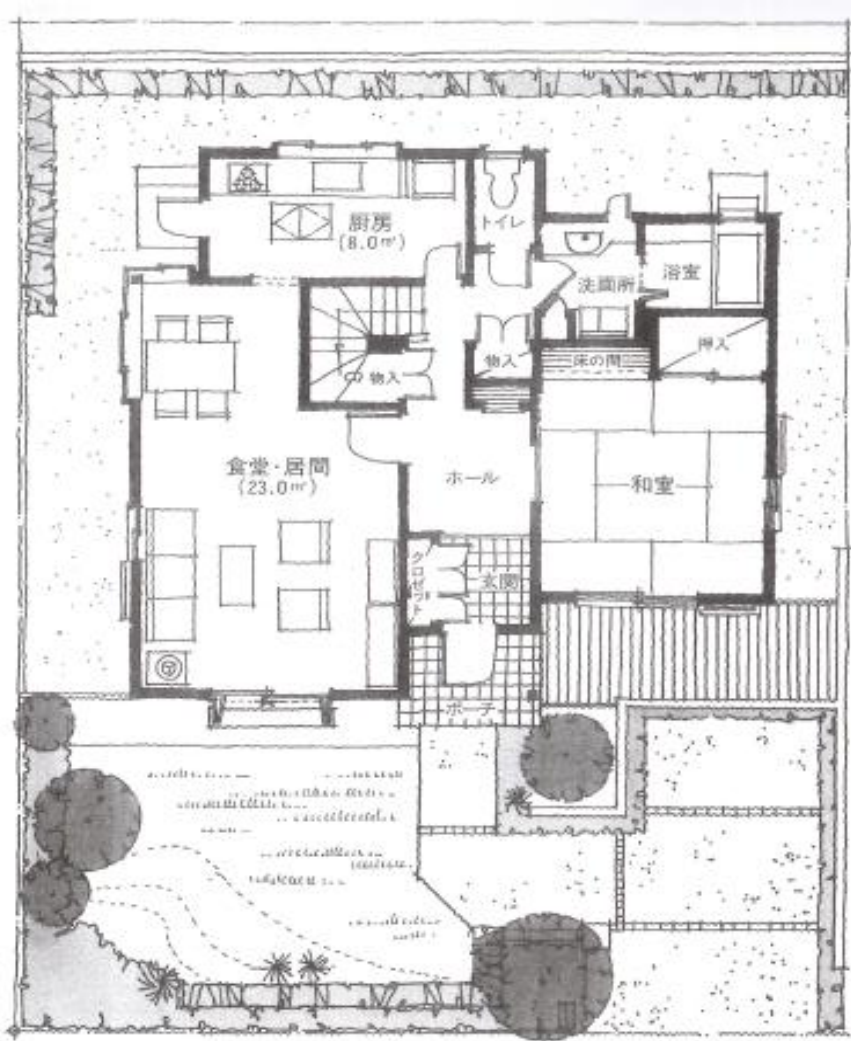 厨房
(8.0㎡)
トイレ
洗面所
浴室
物入
物入
床の間
押入
食堂・居間
(23.0㎡)
ホール
和室
クロゼット
玄関
ポーチ